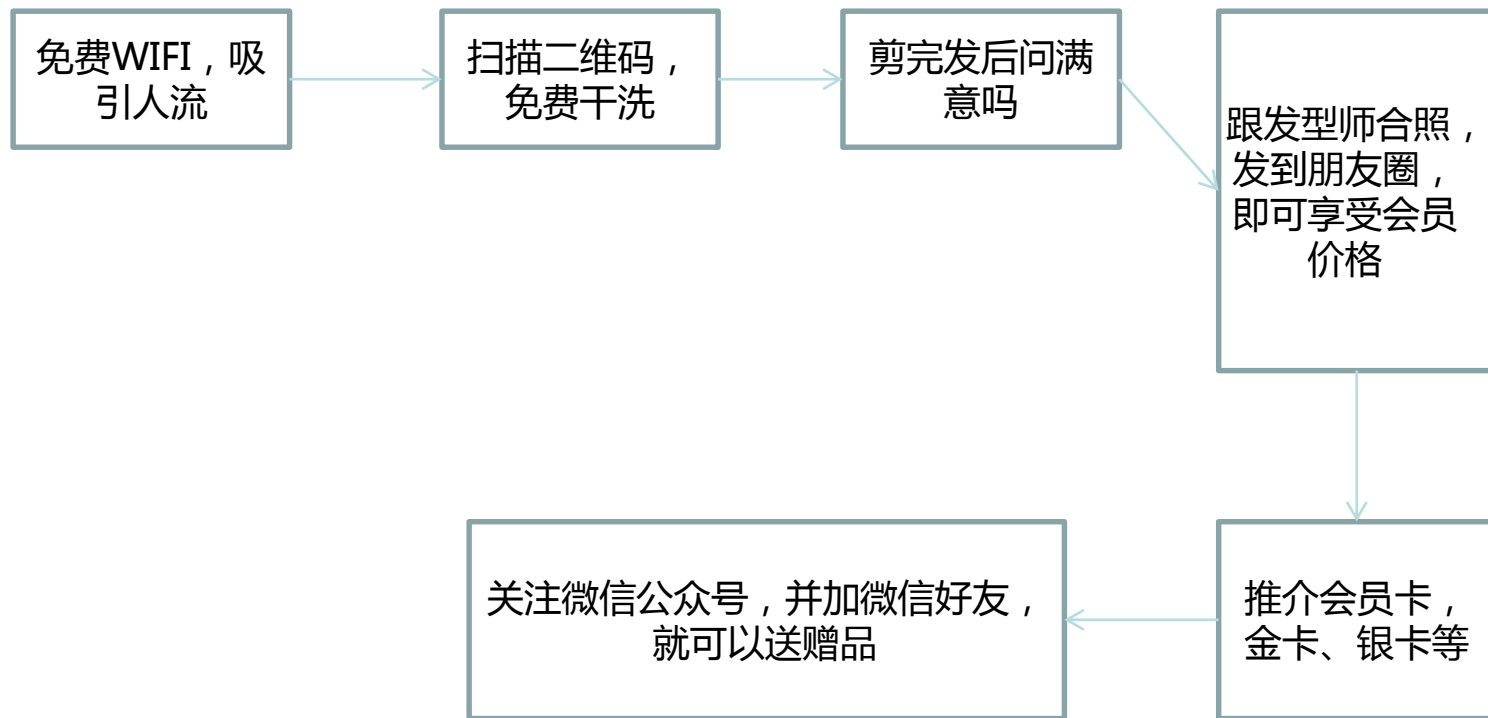 免费WIFI，吸
引人流
扫描二维码，
免费干洗
剪完发后问满
意吗
跟发型师合照，
发到朋友圈，
即可享受会员
价格
推介会员卡，
金卡、银卡等
关注微信公众号，并加微信好友，
就可以送赠品